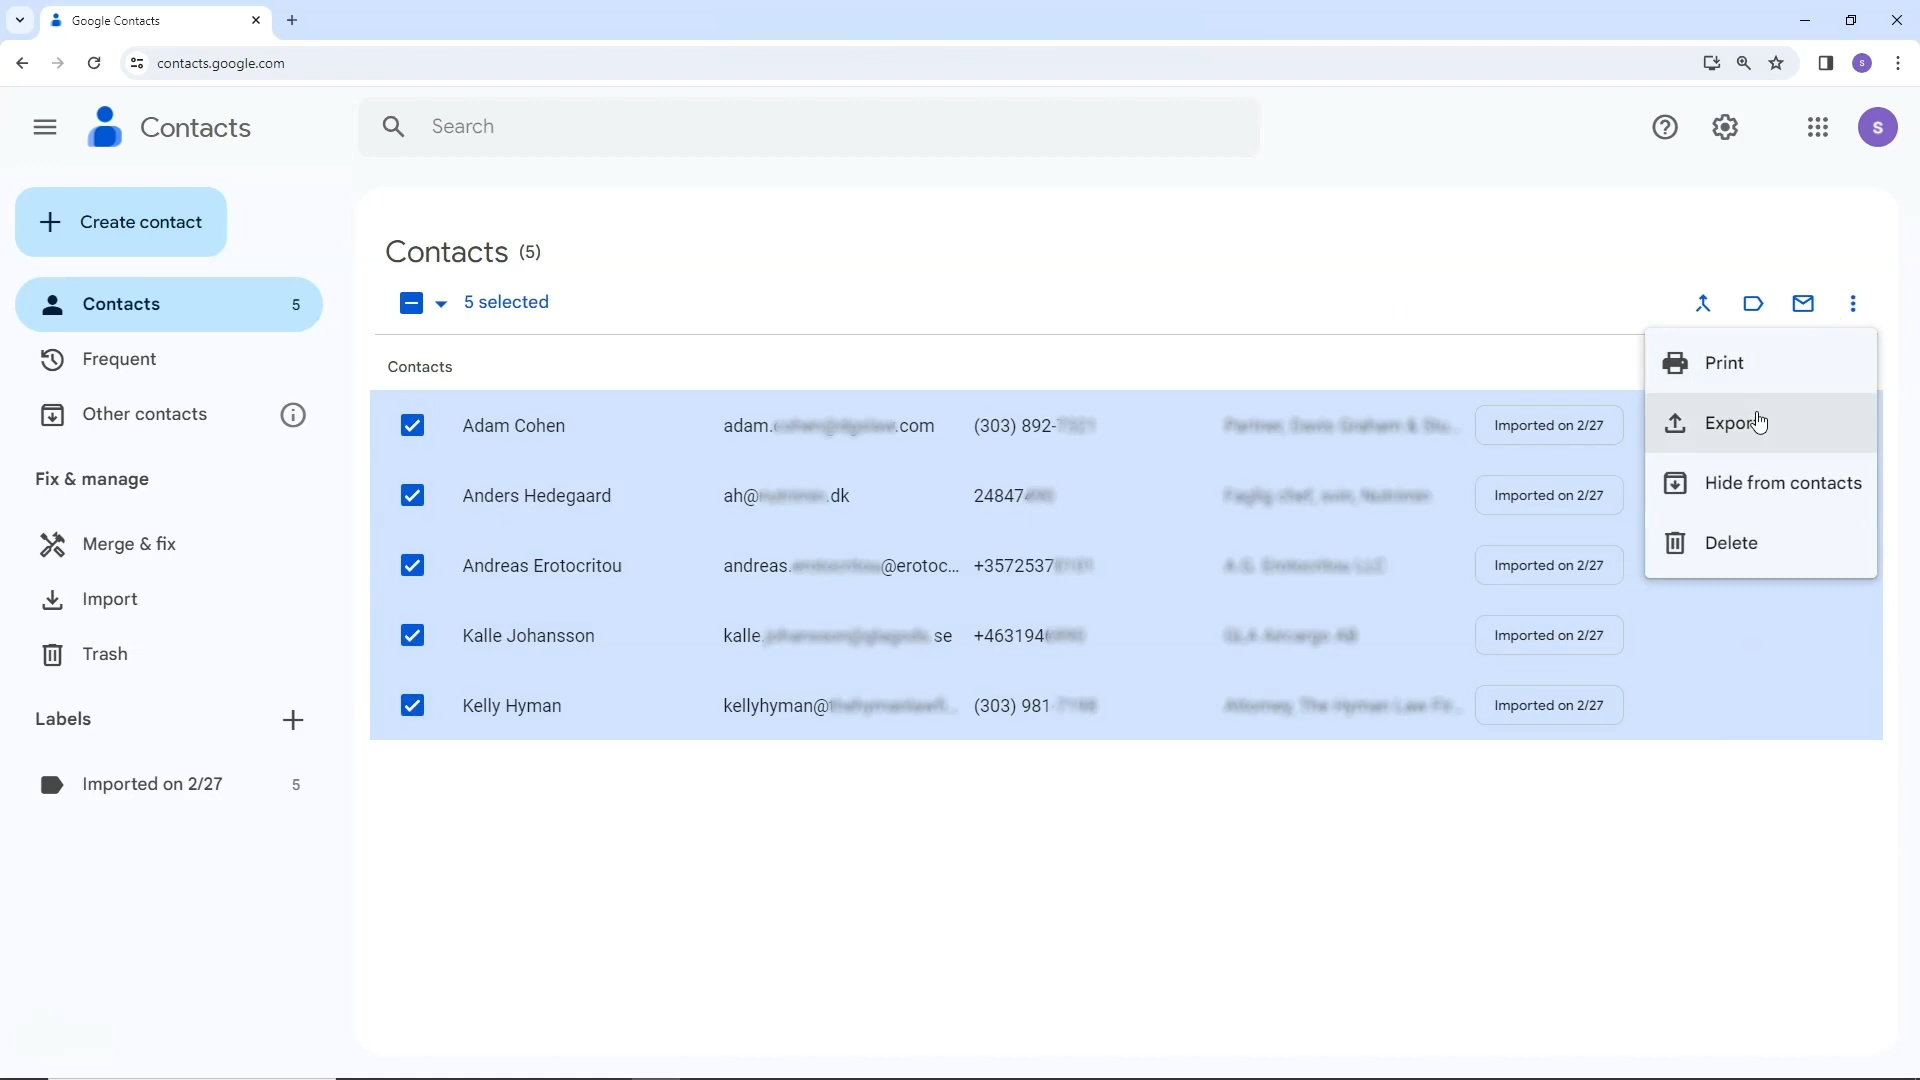 Google Contacts
contacts.google.com
S
Contacts
Search
S
Create contact
Contacts 5
Frequent
Other contacts
Fix & manage
Merge & fix
Import
Trash
Labels
Imported on 2/27 5
Contacts (5)
5 selected
Contacts
Adam Cohen adam. .com (303) 892- Imported on 2/27
Anders Hedegaard ah@ .dk 24847 Imported on 2/27
Andreas Erotocritou andreas. @erotoc... +3572537 Imported on 2/27
Kalle Johansson kalle. se +463194 Imported on 2/27
Kelly Hyman kellyhyman@ (303) 981- Imported on 2/27
Print
Export
Hide from contacts
Delete